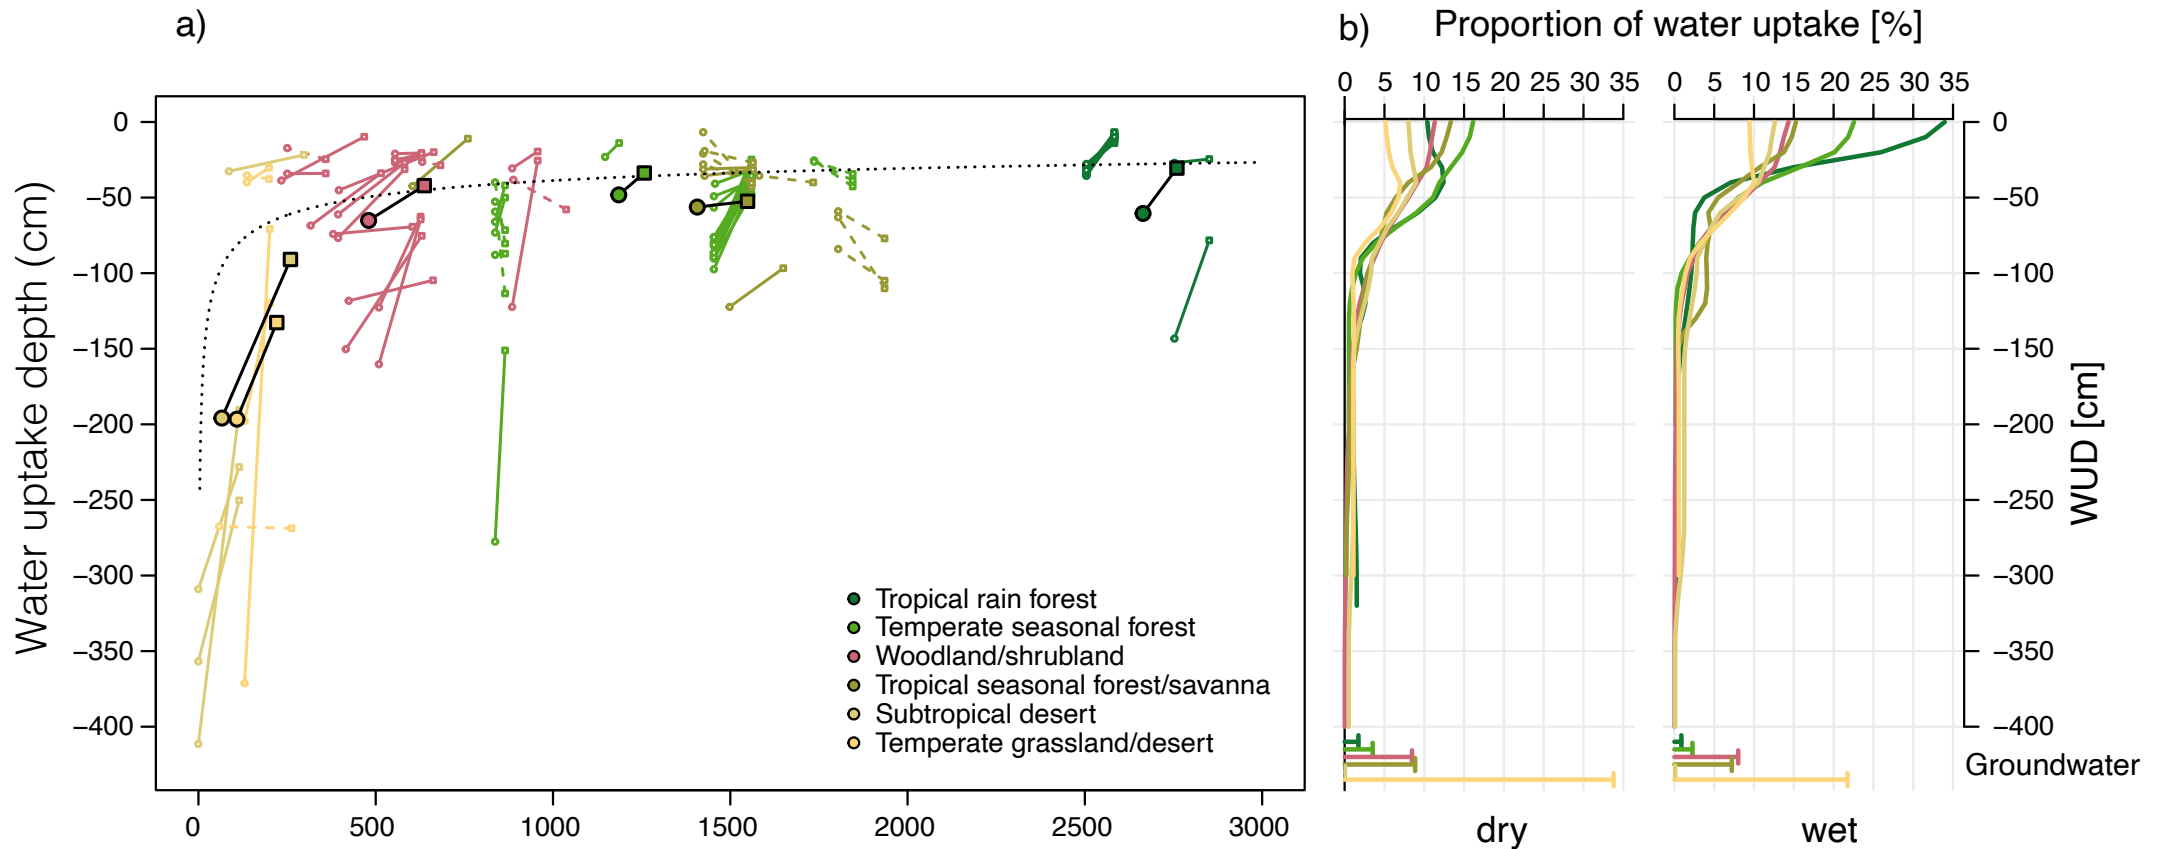 a)
Water uptake depth (cm)
0
−50
−100
−150
−200
−250
−300
−350
−400
0 500 1000 1500 2000 2500 3000
Tropical rain forest
Temperate seasonal forest
Woodland/shrubland
Tropical seasonal forest/savanna
Subtropical desert
Temperate grassland/desert
b)
Proportion of water uptake [%]
0 5 10 15 20 25 30 35
0 5 10 15 20 25 30 35
0
−50
−100
−150
−200
−250
−300
−350
−400
WUD [cm]
Groundwater
dry
wet